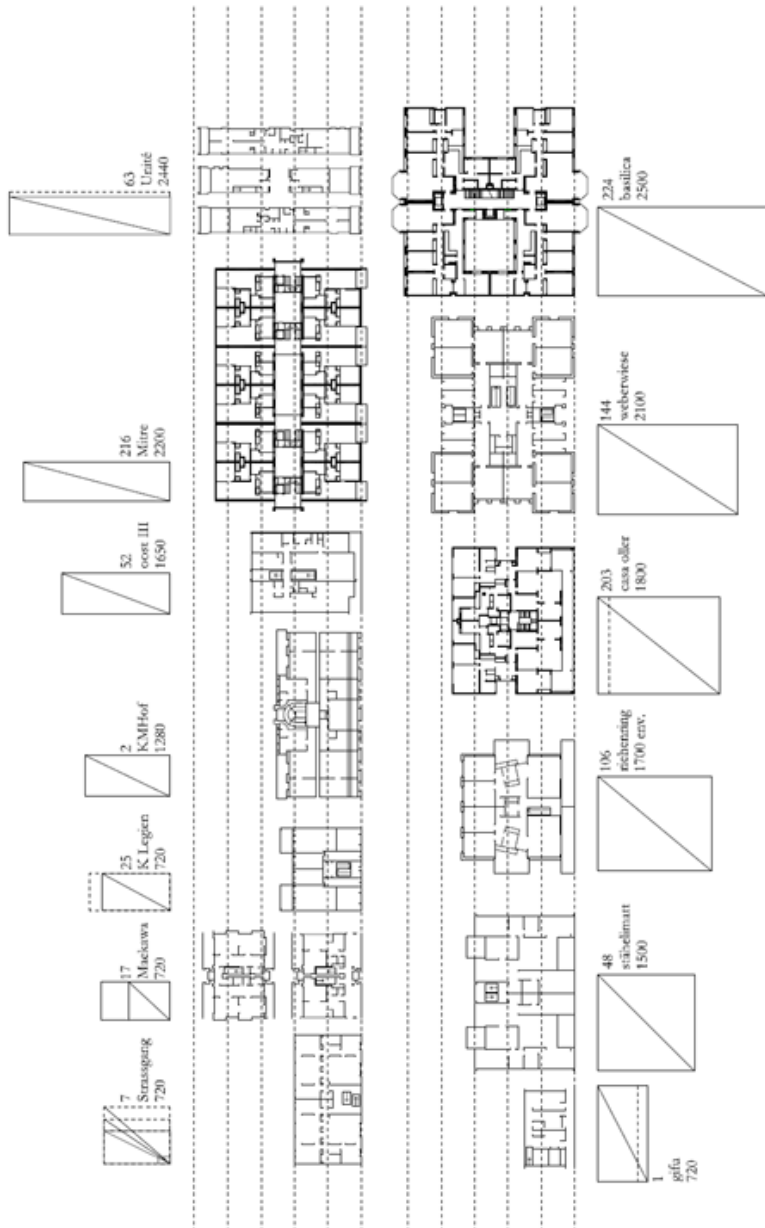 7
Strassgang
720
17
Maekawa
720
25
K Legien
720
2
KMHof
1280
52
oost III
1650
216
Mitre
2200
63
Unité
2440
1
gifu
720
48
stäbelimart
1500
106
riehenring
1700 env.
203
casa oller
1800
144
weberwiese
2100
224
basilica
2500